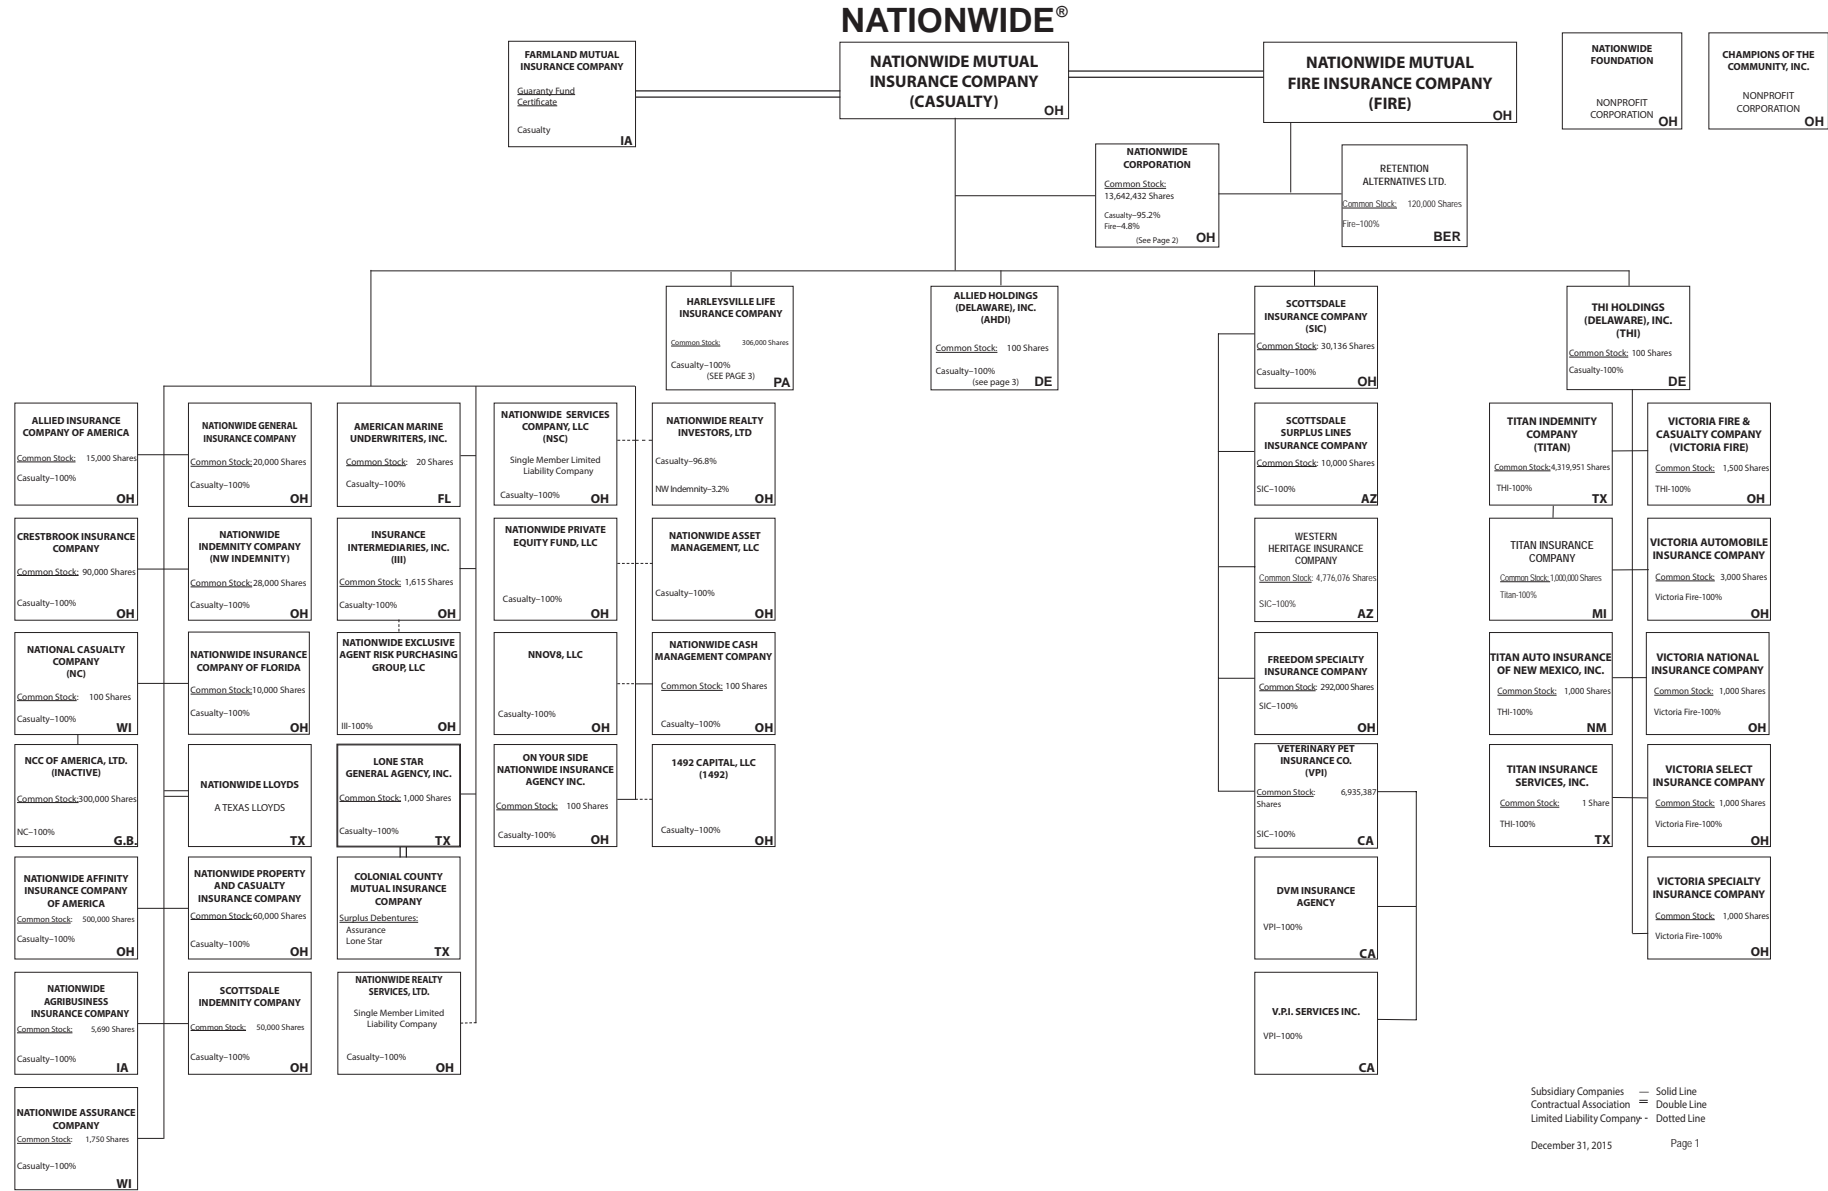 NATIONWIDE®
FARMLAND MUTUAL
INSURANCE COMPANY
Guaranty Fund
Certificate
Casualty
IA
NATIONWIDE MUTUAL
INSURANCE COMPANY
(CASUALTY)
OH
NATIONWIDE MUTUAL
FIRE INSURANCE COMPANY
(FIRE)
OH
NATIONWIDE
FOUNDATION
NONPROFIT
CORPORATION
OH
CHAMPIONS OF THE
COMMUNITY, INC.
NONPROFIT
CORPORATION
OH
NATIONWIDE
CORPORATION
Common Stock:
13,642,432 Shares
Casualty–95.2%
Fire–4.8%
(See Page 2)
OH
RETENTION
ALTERNATIVES LTD.
Common Stock: 120,000 Shares
Fire–100%
BER
HARLEYSVILLE LIFE
INSURANCE COMPANY
Common Stock: 306,000 Shares
Casualty–100%
(SEE PAGE 3)
PA
ALLIED HOLDINGS
(DELAWARE), INC.
(AHDI)
Common Stock: 100 Shares
Casualty–100%
(see page 3)
DE
SCOTTSDALE
INSURANCE COMPANY
(SIC)
Common Stock: 30,136 Shares
Casualty–100%
OH
THI HOLDINGS
(DELAWARE), INC.
(THI)
Common Stock: 100 Shares
Casualty-100%
DE
ALLIED INSURANCE
COMPANY OF AMERICA
Common Stock: 15,000 Shares
Casualty–100%
OH
NATIONWIDE GENERAL
INSURANCE COMPANY
Common Stock:20,000 Shares
Casualty–100%
OH
AMERICAN MARINE
UNDERWRITERS, INC.
Common Stock: 20 Shares
Casualty–100%
FL
NATIONWIDE SERVICES
COMPANY, LLC
(NSC)
Single Member Limited
Liability Company
Casualty–100%
OH
NATIONWIDE REALTY
INVESTORS, LTD
Casualty–96.8%
NW Indemnity–3.2%
OH
SCOTTSDALE
SURPLUS LINES
INSURANCE COMPANY
Common Stock: 10,000 Shares
SIC–100%
AZ
TITAN INDEMNITY
COMPANY
(TITAN)
Common Stock:4,319,951 Shares
THI-100%
TX
VICTORIA FIRE &
CASUALTY COMPANY
(VICTORIA FIRE)
Common Stock: 1,500 Shares
THI-100%
OH
CRESTBROOK INSURANCE
COMPANY
Common Stock: 90,000 Shares
Casualty–100%
OH
NATIONWIDE
INDEMNITY COMPANY
(NW INDEMNITY)
Common Stock:28,000 Shares
Casualty–100%
OH
INSURANCE
INTERMEDIARIES, INC.
(III)
Common Stock: 1,615 Shares
Casualty-100%
OH
NATIONWIDE PRIVATE
EQUITY FUND, LLC
Casualty–100%
OH
NATIONWIDE ASSET
MANAGEMENT, LLC
Casualty–100%
OH
WESTERN
HERITAGE INSURANCE
COMPANY
Common Stock: 4,776,076 Shares
SIC–100%
AZ
TITAN INSURANCE
COMPANY
Common Stock: 1,000,000 Shares
Titan-100%
MI
VICTORIA AUTOMOBILE
INSURANCE COMPANY
Common Stock: 3,000 Shares
Victoria Fire-100%
OH
NATIONAL CASUALTY
COMPANY
(NC)
Common Stock: 100 Shares
Casualty–100%
WI
NATIONWIDE INSURANCE
COMPANY OF FLORIDA
Common Stock:10,000 Shares
Casualty–100%
OH
NATIONWIDE EXCLUSIVE
AGENT RISK PURCHASING
GROUP, LLC
III-100%
OH
NNOV8, LLC
Casualty-100%
OH
NATIONWIDE CASH
MANAGEMENT COMPANY
Common Stock: 100 Shares
Casualty–100%
OH
FREEDOM SPECIALTY
INSURANCE COMPANY
Common Stock: 292,000 Shares
SIC–100%
OH
TITAN AUTO INSURANCE
OF NEW MEXICO, INC.
Common Stock: 1,000 Shares
THI-100%
NM
VICTORIA NATIONAL
INSURANCE COMPANY
Common Stock: 1,000 Shares
Victoria Fire-100%
OH
NCC OF AMERICA, LTD.
(INACTIVE)
Common Stock:300,000 Shares
NC–100%
G.B.
NATIONWIDE LLOYDS
A TEXAS LLOYDS
TX
LONE STAR
GENERAL AGENCY, INC.
Common Stock: 1,000 Shares
Casualty–100%
TX
ON YOUR SIDE
NATIONWIDE INSURANCE
AGENCY INC.
Common Stock: 100 Shares
Casualty-100%
OH
1492 CAPITAL, LLC
(1492)
Casualty–100%
OH
VETERINARY PET
INSURANCE CO.
(VPI)
Common Stock: 6,935,387
Shares
SIC–100%
CA
TITAN INSURANCE
SERVICES, INC.
Common Stock: 1 Share
THI-100%
TX
VICTORIA SELECT
INSURANCE COMPANY
Common Stock: 1,000 Shares
Victoria Fire-100%
OH
NATIONWIDE AFFINITY
INSURANCE COMPANY
OF AMERICA
Common Stock: 500,000 Shares
Casualty–100%
OH
NATIONWIDE PROPERTY
AND CASUALTY
INSURANCE COMPANY
Common Stock:60,000 Shares
Casualty–100%
OH
COLONIAL COUNTY
MUTUAL INSURANCE
COMPANY
Surplus Debentures:
Assurance
Lone Star
TX
DVM INSURANCE
AGENCY
VPI–100%
CA
VICTORIA SPECIALTY
INSURANCE COMPANY
Common Stock: 1,000 Shares
Victoria Fire-100%
OH
NATIONWIDE
AGRIBUSINESS
INSURANCE COMPANY
Common Stock: 5,690 Shares
Casualty–100%
IA
SCOTTSDALE
INDEMNITY COMPANY
Common Stock: 50,000 Shares
Casualty–100%
OH
NATIONWIDE REALTY
SERVICES, LTD.
Single Member Limited
Liability Company
Casualty–100%
OH
V.P.I. SERVICES INC.
VPI–100%
CA
NATIONWIDE ASSURANCE
COMPANY
Common Stock: 1,750 Shares
Casualty–100%
WI
Subsidiary Companies — Solid Line
Contractual Association = Double Line
Limited Liability Company- - Dotted Line
December 31, 2015 Page 1